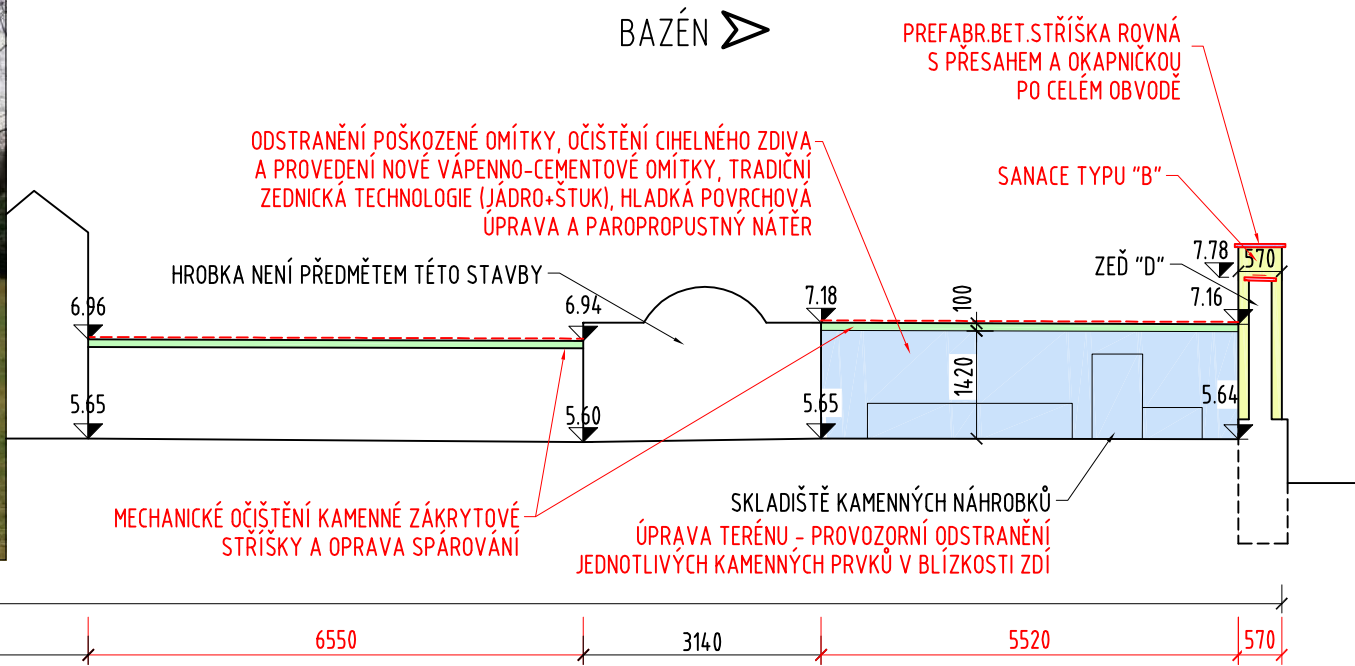 BAZÉN
PREFABR.BET.STŘÍŠKA ROVNÁ
S PŘESAHEM A OKAPNIČKOU
PO CELÉM OBVODĚ
ODSTRANĚNÍ POŠKOZENÉ OMÍTKY, OČIŠTĚNÍ CIHELNÉHO ZDIVA
A PROVEDENÍ NOVÉ VÁPENNO-CEMENTOVÉ OMÍTKY, TRADIČNÍ
ZEDNICKÁ TECHNOLOGIE (JÁDRO+ŠTUK), HLADKÁ POVRCHOVÁ
ÚPRAVA A PAROPROPUSTNÝ NÁTĚR
SANACE TYPU "B"
HROBKA NENÍ PŘEDMĚTEM TÉTO STAVBY
ZEĎ "D"
7.78
570
6.96
6.94
7.18
100
7.16
1420
5.65
5.60
5.65
5.64
SKLADIŠTĚ KAMENNÝCH NÁHROBKŮ
ÚPRAVA TERÉNU - PROVOZORNÍ ODSTRANĚNÍ
JEDNOTLIVÝCH KAMENNÝCH PRVKŮ V BLÍZKOSTI ZDÍ
MECHANICKÉ OČIŠTĚNÍ KAMENNÉ ZÁKRYTOVÉ
STŘÍŠKY A OPRAVA SPÁROVÁNÍ
6550
3140
5520
570